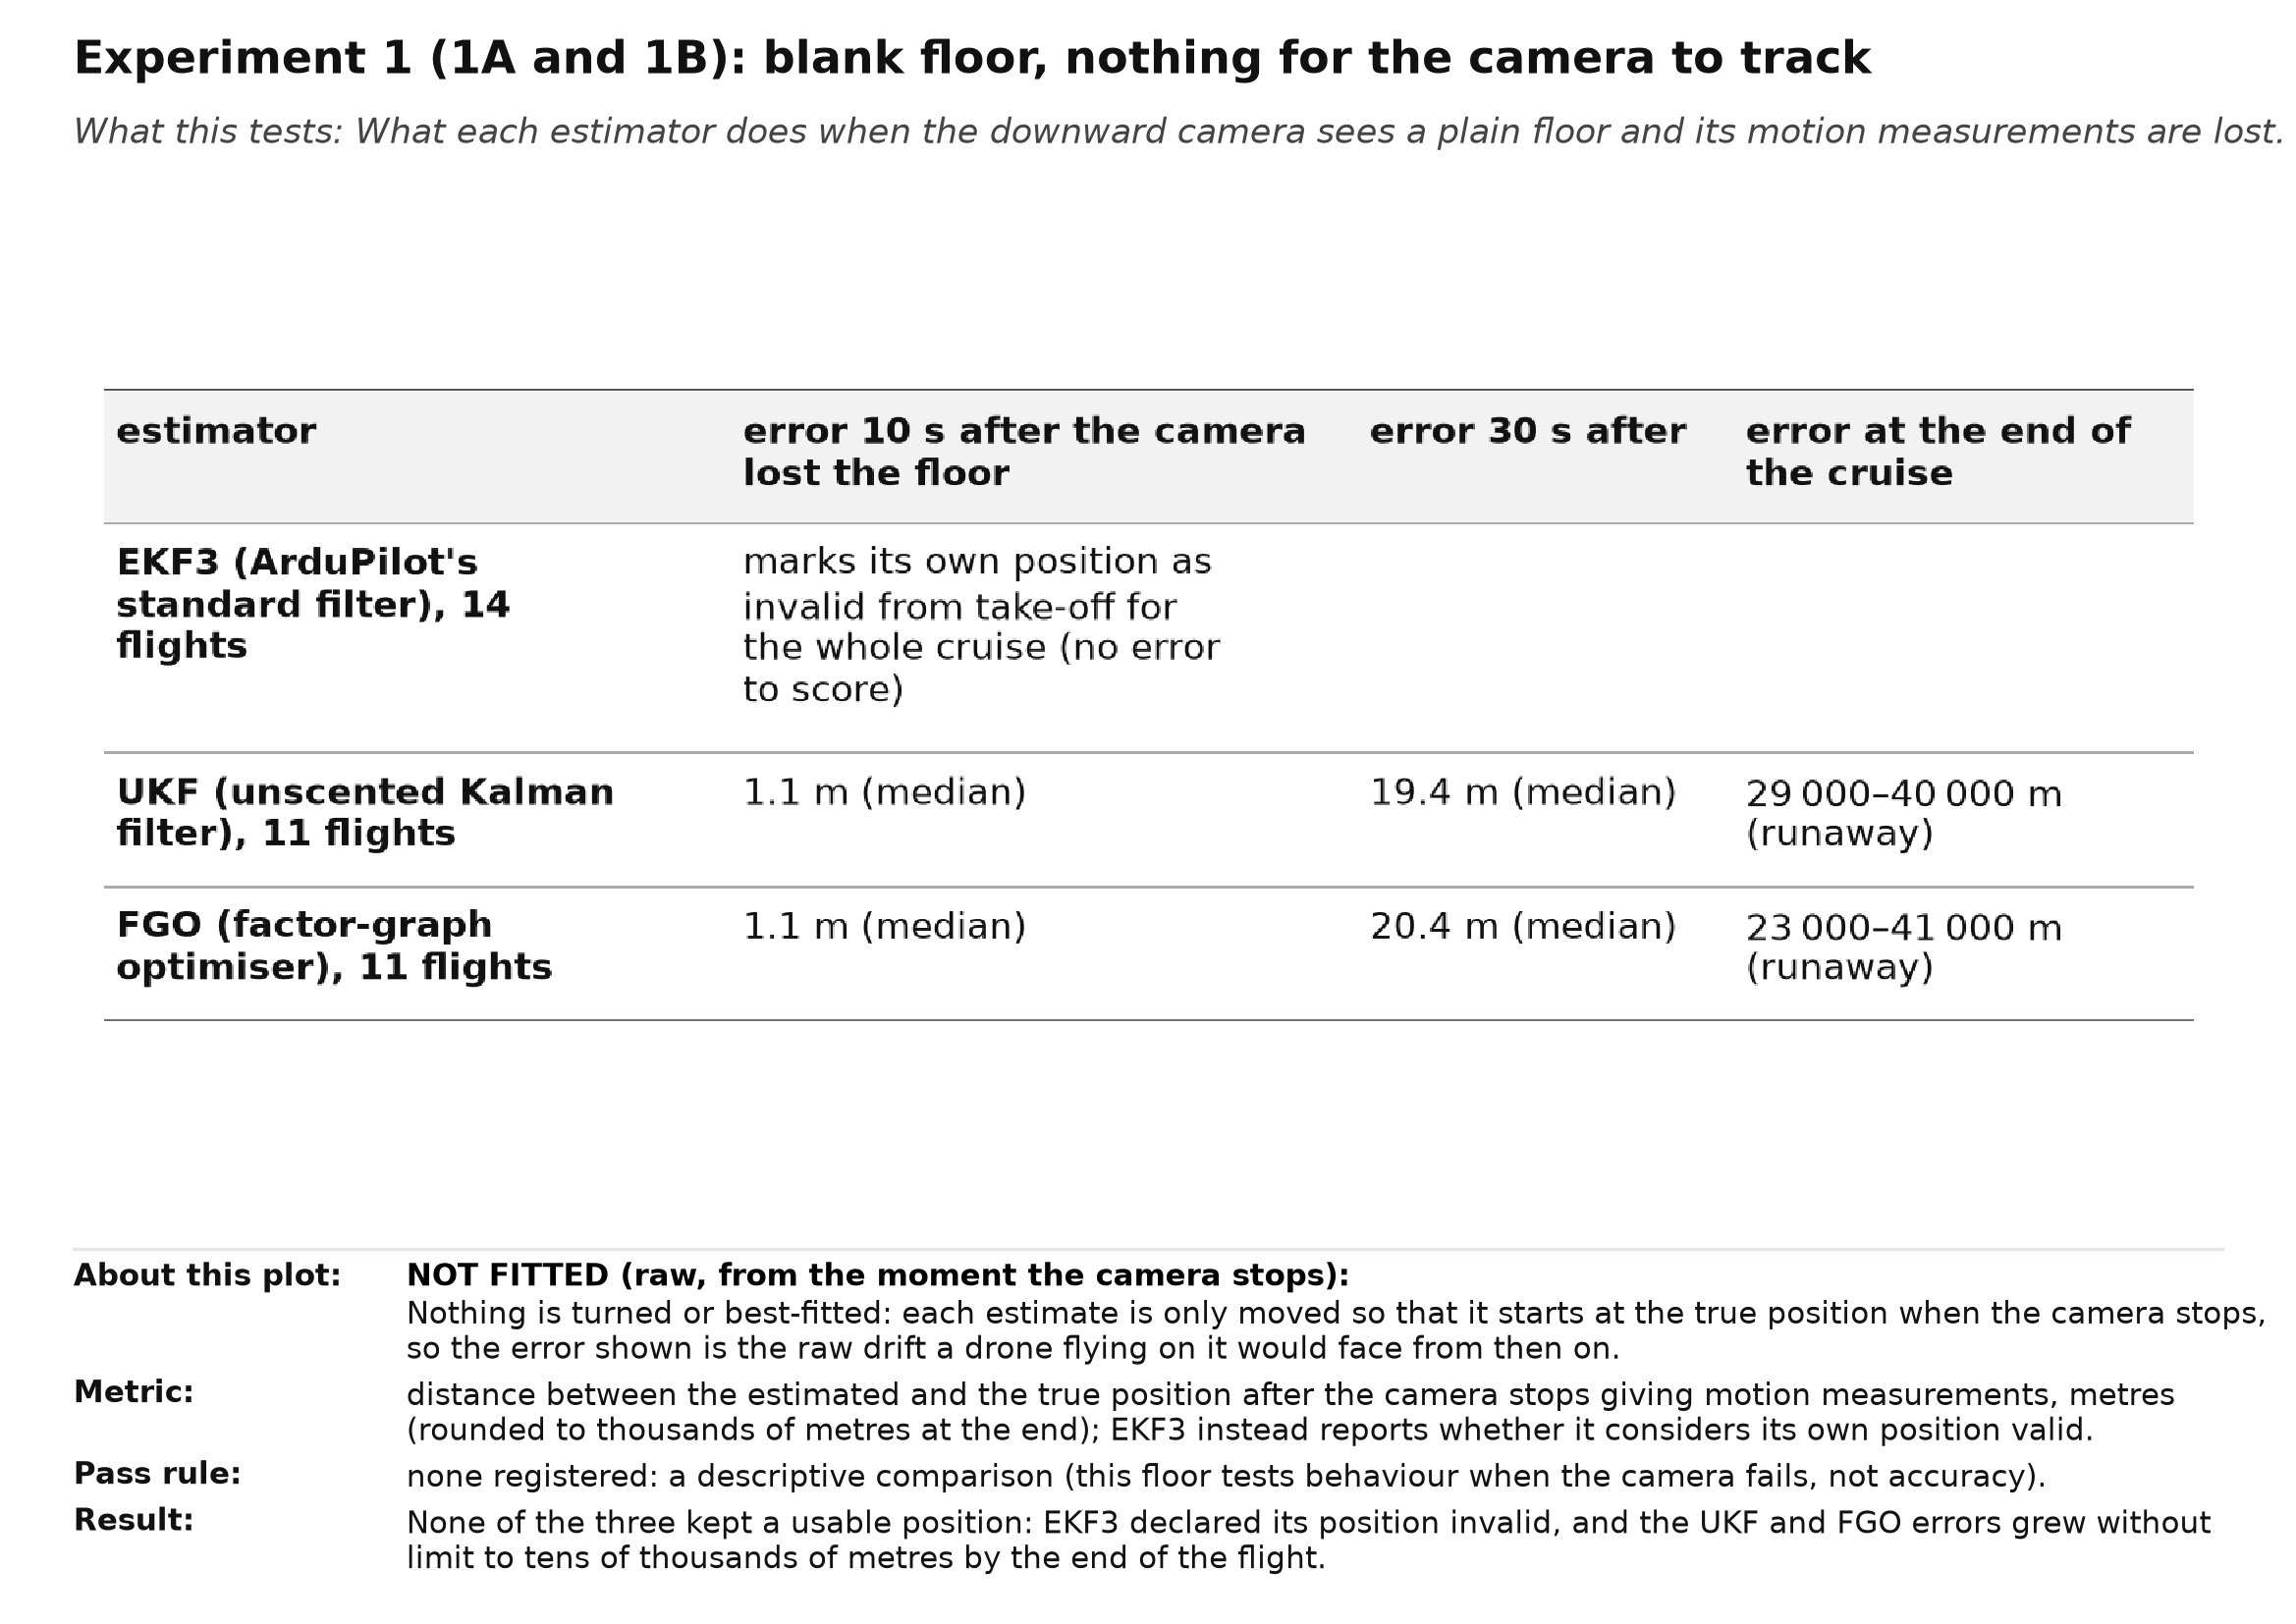 Experiment 1 (1A and 1B): blank floor, nothing for the camera to track
What this tests: What each estimator does when the downward camera sees a plain floor and its motion measurements are lost.
estimator
error 10 s after the camera
lost the floor
error 30 s after
error at the end of
the cruise
EKF3 (ArduPilot's
standard filter), 14
flights
marks its own position as
invalid from take-off for
the whole cruise (no error
to score)
UKF (unscented Kalman
filter), 11 flights
1.1 m (median)
19.4 m (median)
29 000–40 000 m
(runaway)
FGO (factor-graph
optimiser), 11 flights
1.1 m (median)
20.4 m (median)
23 000–41 000 m
(runaway)
About this plot:
NOT FITTED (raw, from the moment the camera stops):
Nothing is turned or best-fitted: each estimate is only moved so that it starts at the true position when the camera stops,
so the error shown is the raw drift a drone flying on it would face from then on.
Metric:
distance between the estimated and the true position after the camera stops giving motion measurements, metres
(rounded to thousands of metres at the end); EKF3 instead reports whether it considers its own position valid.
Pass rule:
none registered: a descriptive comparison (this floor tests behaviour when the camera fails, not accuracy).
Result:
None of the three kept a usable position: EKF3 declared its position invalid, and the UKF and FGO errors grew without
limit to tens of thousands of metres by the end of the flight.